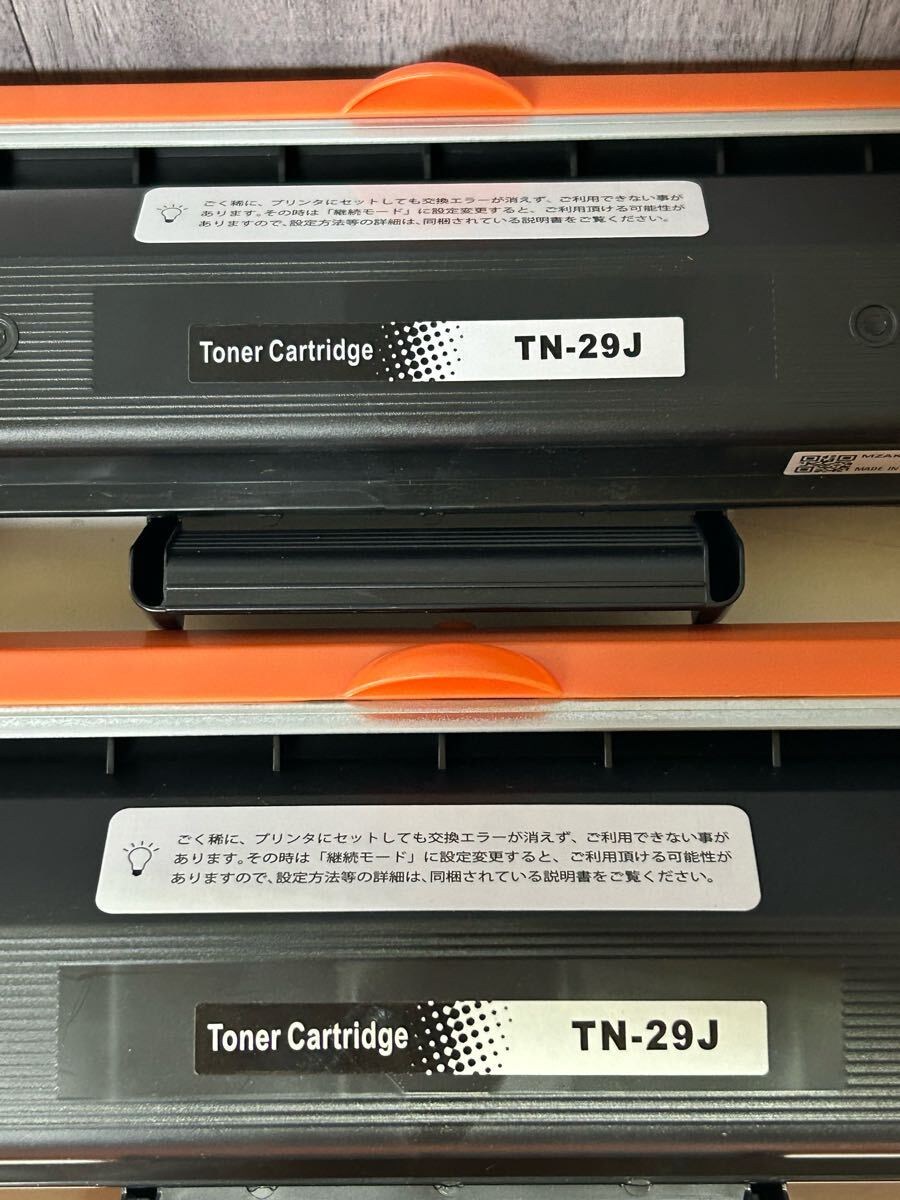 ごく稀に、プリンタにセットしても交換エラーが消えず、ご利用できない事が
あります。その時は「継続モード」に設定変更すると、ご利用頂ける可能性が
ありますので、設定方法等の詳細は、同梱されている説明書をご覧ください。
Toner Cartridge TN-29J
MADE IN
ごく稀に、プリンタにセットしても交換エラーが消えず、ご利用できない事が
あります。その時は「継続モード」に設定変更すると、ご利用頂ける可能性が
ありますので、設定方法等の詳細は、同梱されている説明書をご覧ください。
Toner Cartridge TN-29J